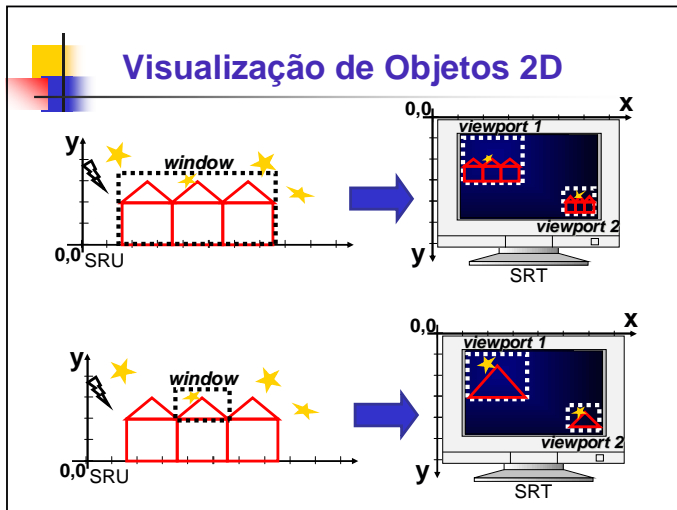 Visualização de Objetos 2D
0,0
x
viewport 1
y
window
viewport 2
0,0
SRU
y
SRT
0,0
x
viewport 1
y
window
viewport 2
0,0
SRU
y
SRT